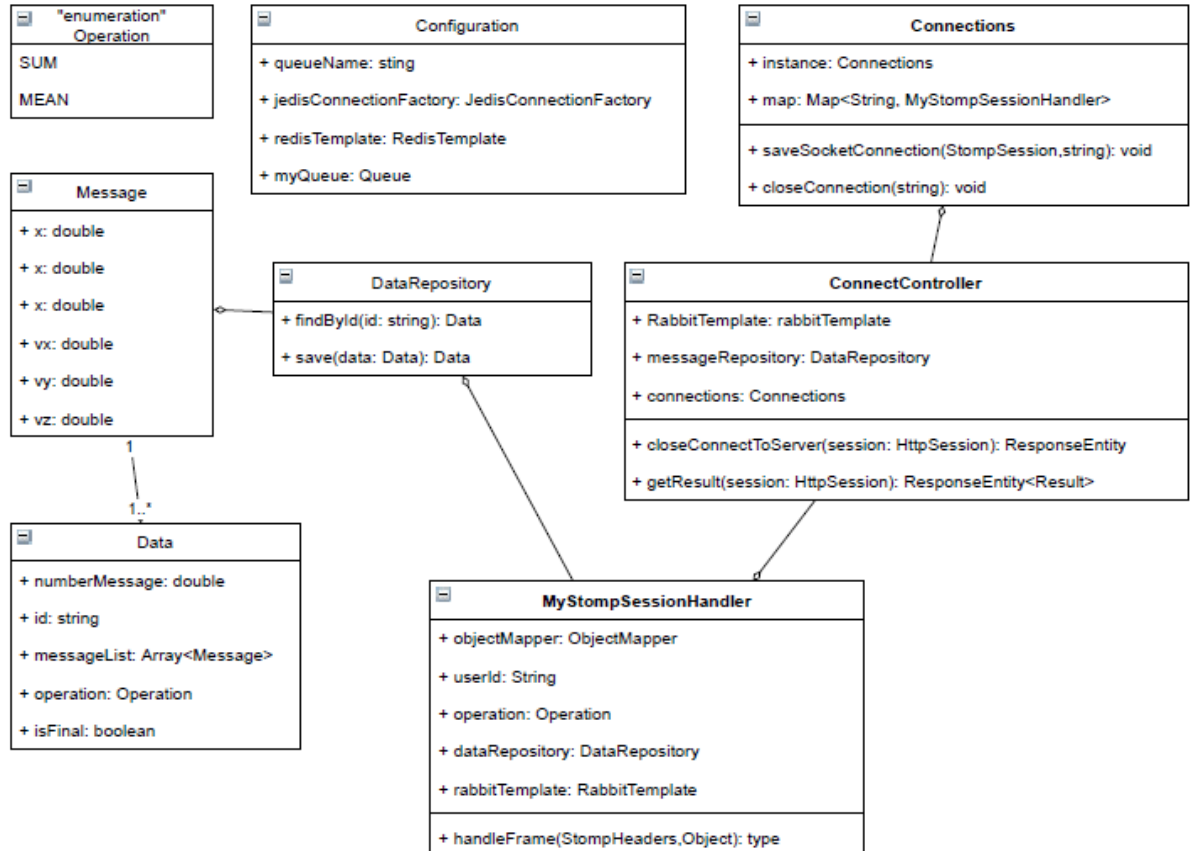 "enumeration"
Operation
SUM
MEAN
Configuration
+ queueName: sting
+ jedisConnectionFactory: JedisConnectionFactory
+ redisTemplate: RedisTemplate
+ myQueue: Queue
Connections
+ instance: Connections
+ map: Map<String, MyStompSessionHandler>
+ saveSocketConnection(StompSession,string): void
+ closeConnection(string): void
Message
+ x: double
+ x: double
+ x: double
+ vx: double
+ vy: double
+ vz: double
DataRepository
+ findById(id: string): Data
+ save(data: Data): Data
ConnectController
+ RabbitTemplate: rabbitTemplate
+ messageRepository: DataRepository
+ connections: Connections
+ closeConnectToServer(session: HttpSession): ResponseEntity
+ getResult(session: HttpSession): ResponseEntity<Result>
1
1..*
Data
+ numberMessage: double
+ id: string
+ messageList: Array<Message>
+ operation: Operation
+ isFinal: boolean
MyStompSessionHandler
+ objectMapper: ObjectMapper
+ userId: String
+ operation: Operation
+ dataRepository: DataRepository
+ rabbitTemplate: RabbitTemplate
+ handleFrame(StompHeaders,Object): type